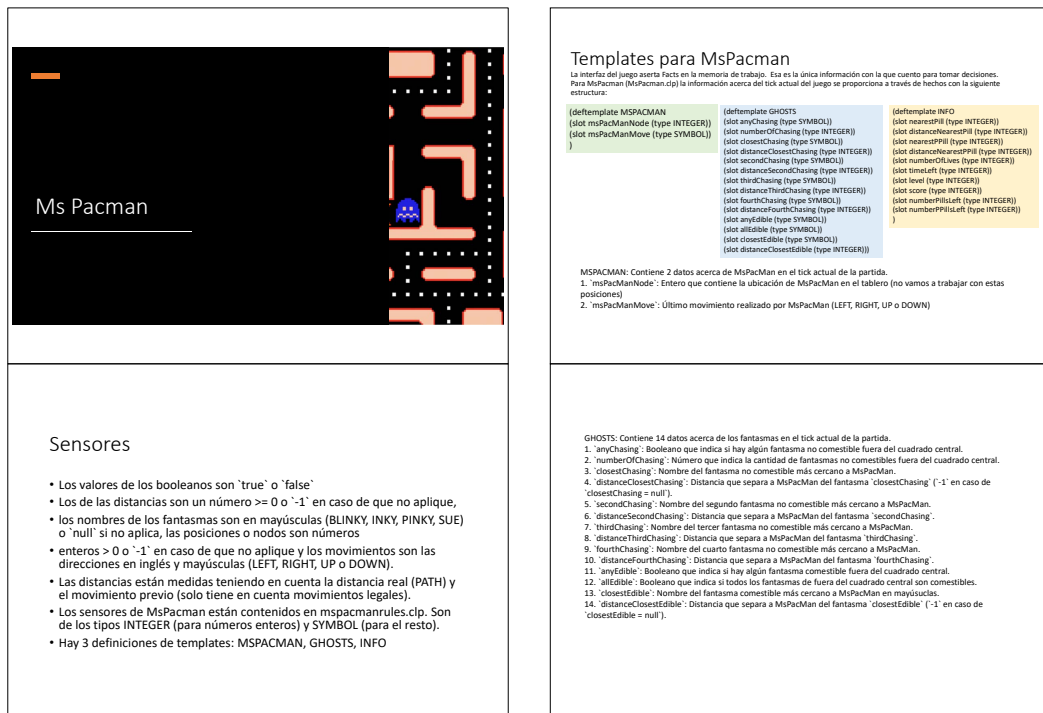 Ms Pacman
Templates para MsPacman
La interfaz del juego aserta Facts en la memoria de trabajo.  Esa es la única información con la que cuento para tomar decisiones.
Para MsPacman (MsPacman.clp) la información acerca del tick actual del juego se proporciona a través de hechos con la siguiente
estructura:
(deftemplate MSPACMAN
(slot msPacManNode (type INTEGER))
(slot msPacManMove (type SYMBOL))
)
(deftemplate GHOSTS
(slot anyChasing (type SYMBOL))
(slot numberOfChasing (type INTEGER))
(slot closestChasing (type SYMBOL))
(slot distanceClosestChasing (type INTEGER))
(slot secondChasing (type SYMBOL))
(slot distanceSecondChasing (type INTEGER))
(slot thirdChasing (type SYMBOL))
(slot distanceThirdChasing (type INTEGER))
(slot fourthChasing (type SYMBOL))
(slot distanceFourthChasing (type INTEGER))
(slot anyEdible (type SYMBOL))
(slot allEdible (type SYMBOL))
(slot closestEdible (type SYMBOL))
(slot distanceClosestEdible (type INTEGER)))
(deftemplate INFO
(slot nearestPill (type INTEGER))
(slot distanceNearestPill (type INTEGER))
(slot nearestPPill (type INTEGER))
(slot distanceNearestPPill (type INTEGER))
(slot numberOfLives (type INTEGER))
(slot timeLeft (type INTEGER))
(slot level (type INTEGER))
(slot score (type INTEGER))
(slot numberPillsLeft (type INTEGER))
(slot numberPPillsLeft (type INTEGER))
)
MSPACMAN: Contiene 2 datos acerca de MsPacMan en el tick actual de la partida.
1. `msPacManNode`: Entero que contiene la ubicación de MsPacMan en el tablero (no vamos a trabajar con estas
posiciones)
2. `msPacManMove`: Último movimiento realizado por MsPacMan (LEFT, RIGHT, UP o DOWN)
Sensores
• Los valores de los booleanos son `true` o `false`
• Los de las distancias son un número >= 0 o `-1` en caso de que no aplique,
• los nombres de los fantasmas son en mayúsculas (BLINKY, INKY, PINKY, SUE)
o `null` si no aplica, las posiciones o nodos son números
• enteros > 0 o `-1` en caso de que no aplique y los movimientos son las
direcciones en inglés y mayúsculas (LEFT, RIGHT, UP o DOWN).
• Las distancias están medidas teniendo en cuenta la distancia real (PATH) y
el movimiento previo (solo tiene en cuenta movimientos legales).
• Los sensores de MsPacman están contenidos en mspacmanrules.clp. Son
de los tipos INTEGER (para números enteros) y SYMBOL (para el resto).
• Hay 3 definiciones de templates: MSPACMAN, GHOSTS, INFO
GHOSTS: Contiene 14 datos acerca de los fantasmas en el tick actual de la partida.
1. `anyChasing`: Booleano que indica si hay algún fantasma no comestible fuera del cuadrado central.
2. `numberOfChasing`: Número que indica la cantidad de fantasmas no comestibles fuera del cuadrado central.
3. `closestChasing`: Nombre del fantasma no comestible más cercano a MsPacMan.
4. `distanceClosestChasing`: Distancia que separa a MsPacMan del fantasma `closestChasing` (`-1` en caso de
`closestChasing = null`).
5. `secondChasing`: Nombre del segundo fantasma no comestible más cercano a MsPacMan.
6. `distanceSecondChasing`: Distancia que separa a MsPacMan del fantasma `secondChasing`.
7. `thirdChasing`: Nombre del tercer fantasma no comestible más cercano a MsPacMan.
8. `distanceThirdChasing`: Distancia que separa a MsPacMan del fantasma `thirdChasing`.
9. `fourthChasing`: Nombre del cuarto fantasma no comestible más cercano a MsPacMan.
10. `distanceFourthChasing`: Distancia que separa a MsPacMan del fantasma `fourthChasing`.
11. `anyEdible`: Booleano que indica si hay algún fantasma comestible fuera del cuadrado central.
12. `allEdible`: Booleano que indica si todos los fantasmas de fuera del cuadrado central son comestibles.
13. `closestEdible`: Nombre del fantasma comestible más cercano a MsPacMan en mayúsuclas.
14. `distanceClosestEdible`: Distancia que separa a MsPacMan del fantasma `closestEdible` (`-1` en caso de
`closestEdible = null`).